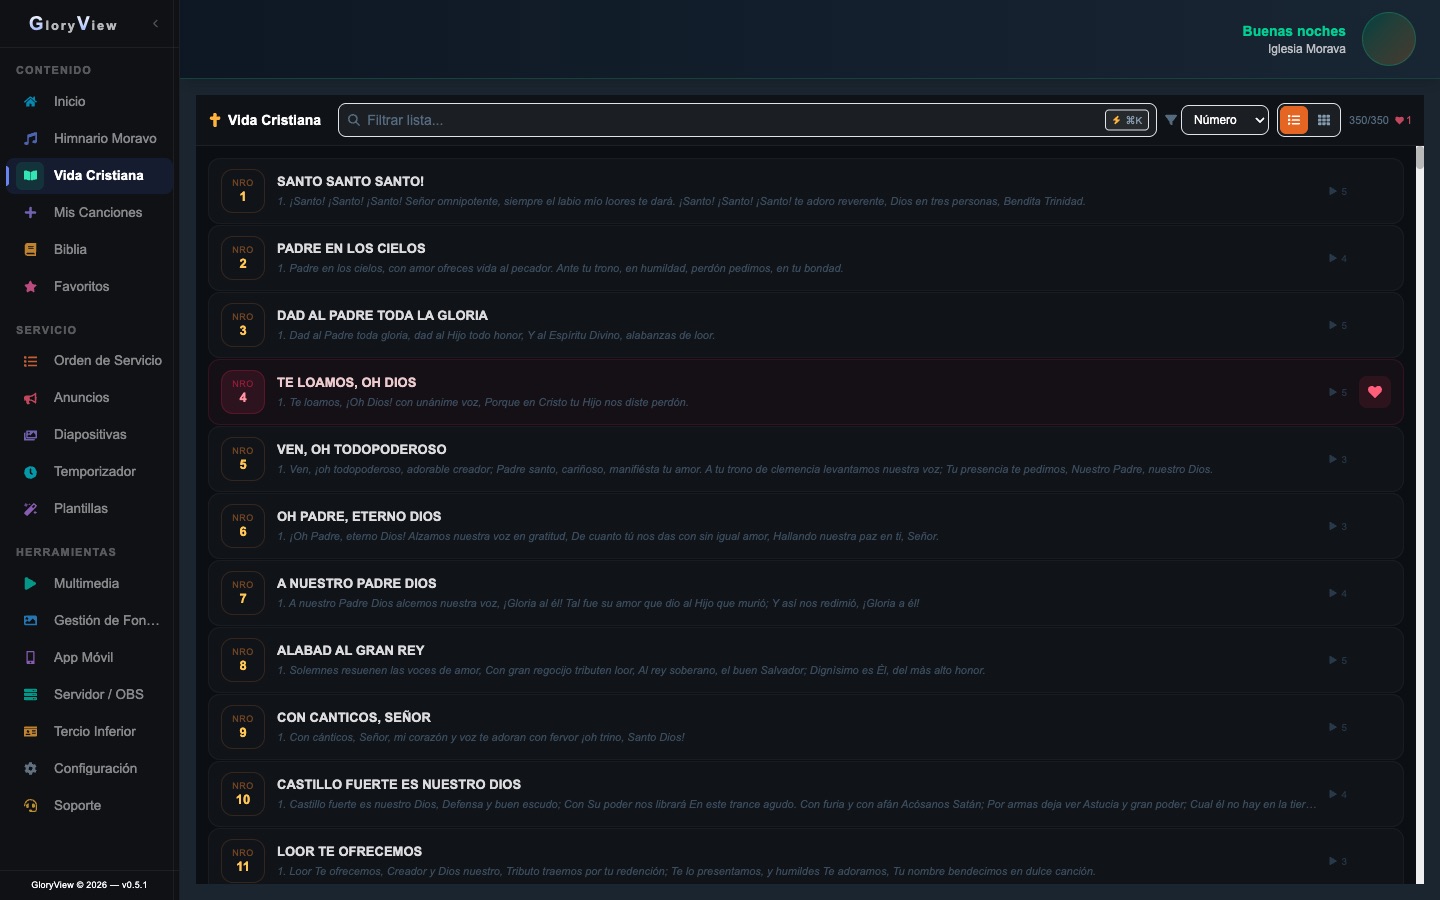 GloryView
CONTENIDO
Inicio
Himnario Moravo
Vida Cristiana
Mis Canciones
Biblia
Favoritos
SERVICIO
Orden de Servicio
Anuncios
Diapositivas
Temporizador
Plantillas
HERRAMIENTAS
Multimedia
Gestión de Fon...
App Móvil
Servidor / OBS
Tercio Inferior
Configuración
Soporte
GloryView © 2026 — v0.5.1
Buenas noches
Iglesia Morava
Vida Cristiana
Filtrar lista...
⌘K
Número
350/350
1
NRO 1
SANTO SANTO SANTO!
1. ¡Santo! ¡Santo! ¡Santo! Señor omnipotente, siempre el labio mío loores te dará. ¡Santo! ¡Santo! ¡Santo! te adoro reverente, Dios en tres personas, Bendita Trinidad.
5
NRO 2
PADRE EN LOS CIELOS
1. Padre en los cielos, con amor ofreces vida al pecador. Ante tu trono, en humildad, perdón pedimos, en tu bondad.
4
NRO 3
DAD AL PADRE TODA LA GLORIA
1. Dad al Padre toda gloria, dad al Hijo todo honor, Y al Espíritu Divino, alabanzas de loor.
5
NRO 4
TE LOAMOS, OH DIOS
1. Te loamos, ¡Oh Dios! con unánime voz, Porque en Cristo tu Hijo nos diste perdón.
5
NRO 5
VEN, OH TODOPODEROSO
1. Ven, ¡oh todopoderoso, adorable creador; Padre santo, cariñoso, manifiésta tu amor. A tu trono de clemencia levantamos nuestra voz; Tu presencia te pedimos, Nuestro Padre, nuestro Dios.
3
NRO 6
OH PADRE, ETERNO DIOS
1. ¡Oh Padre, eterno Dios! Alzamos nuestra voz en gratitud, De cuanto tú nos das con sin igual amor, Hallando nuestra paz en ti, Señor.
3
NRO 7
A NUESTRO PADRE DIOS
1. A nuestro Padre Dios alcemos nuestra voz, ¡Gloria al él! Tal fue su amor que dio al Hijo que murió; Y así nos redimió, ¡Gloria a él!
4
NRO 8
ALABAD AL GRAN REY
1. Solemnes resuenen las voces de amor, Con gran regocijo tributen loor, Al rey soberano, el buen Salvador: Dignísimo es Él, del màs alto honor.
5
NRO 9
CON CANTICOS, SEÑOR
1. Con cánticos, Señor, mi corazón y voz te adoran con fervor ¡oh trino, Santo Dios!
5
NRO 10
CASTILLO FUERTE ES NUESTRO DIOS
1. Castillo fuerte es nuestro Dios, Defensa y buen escudo; Con Su poder nos librará En este trance agudo. Con furia y con afán Acósanos Satán; Por armas deja ver Astucia y gran poder; Cual él no hay en la tier...
4
NRO 11
LOOR TE OFRECEMOS
1. Loor Te ofrecemos, Creador y Dios nuestro, Tributo traemos por tu redención; Te lo presentamos, y humildes Te adoramos, Tu nombre bendecimos en dulce canción.
3